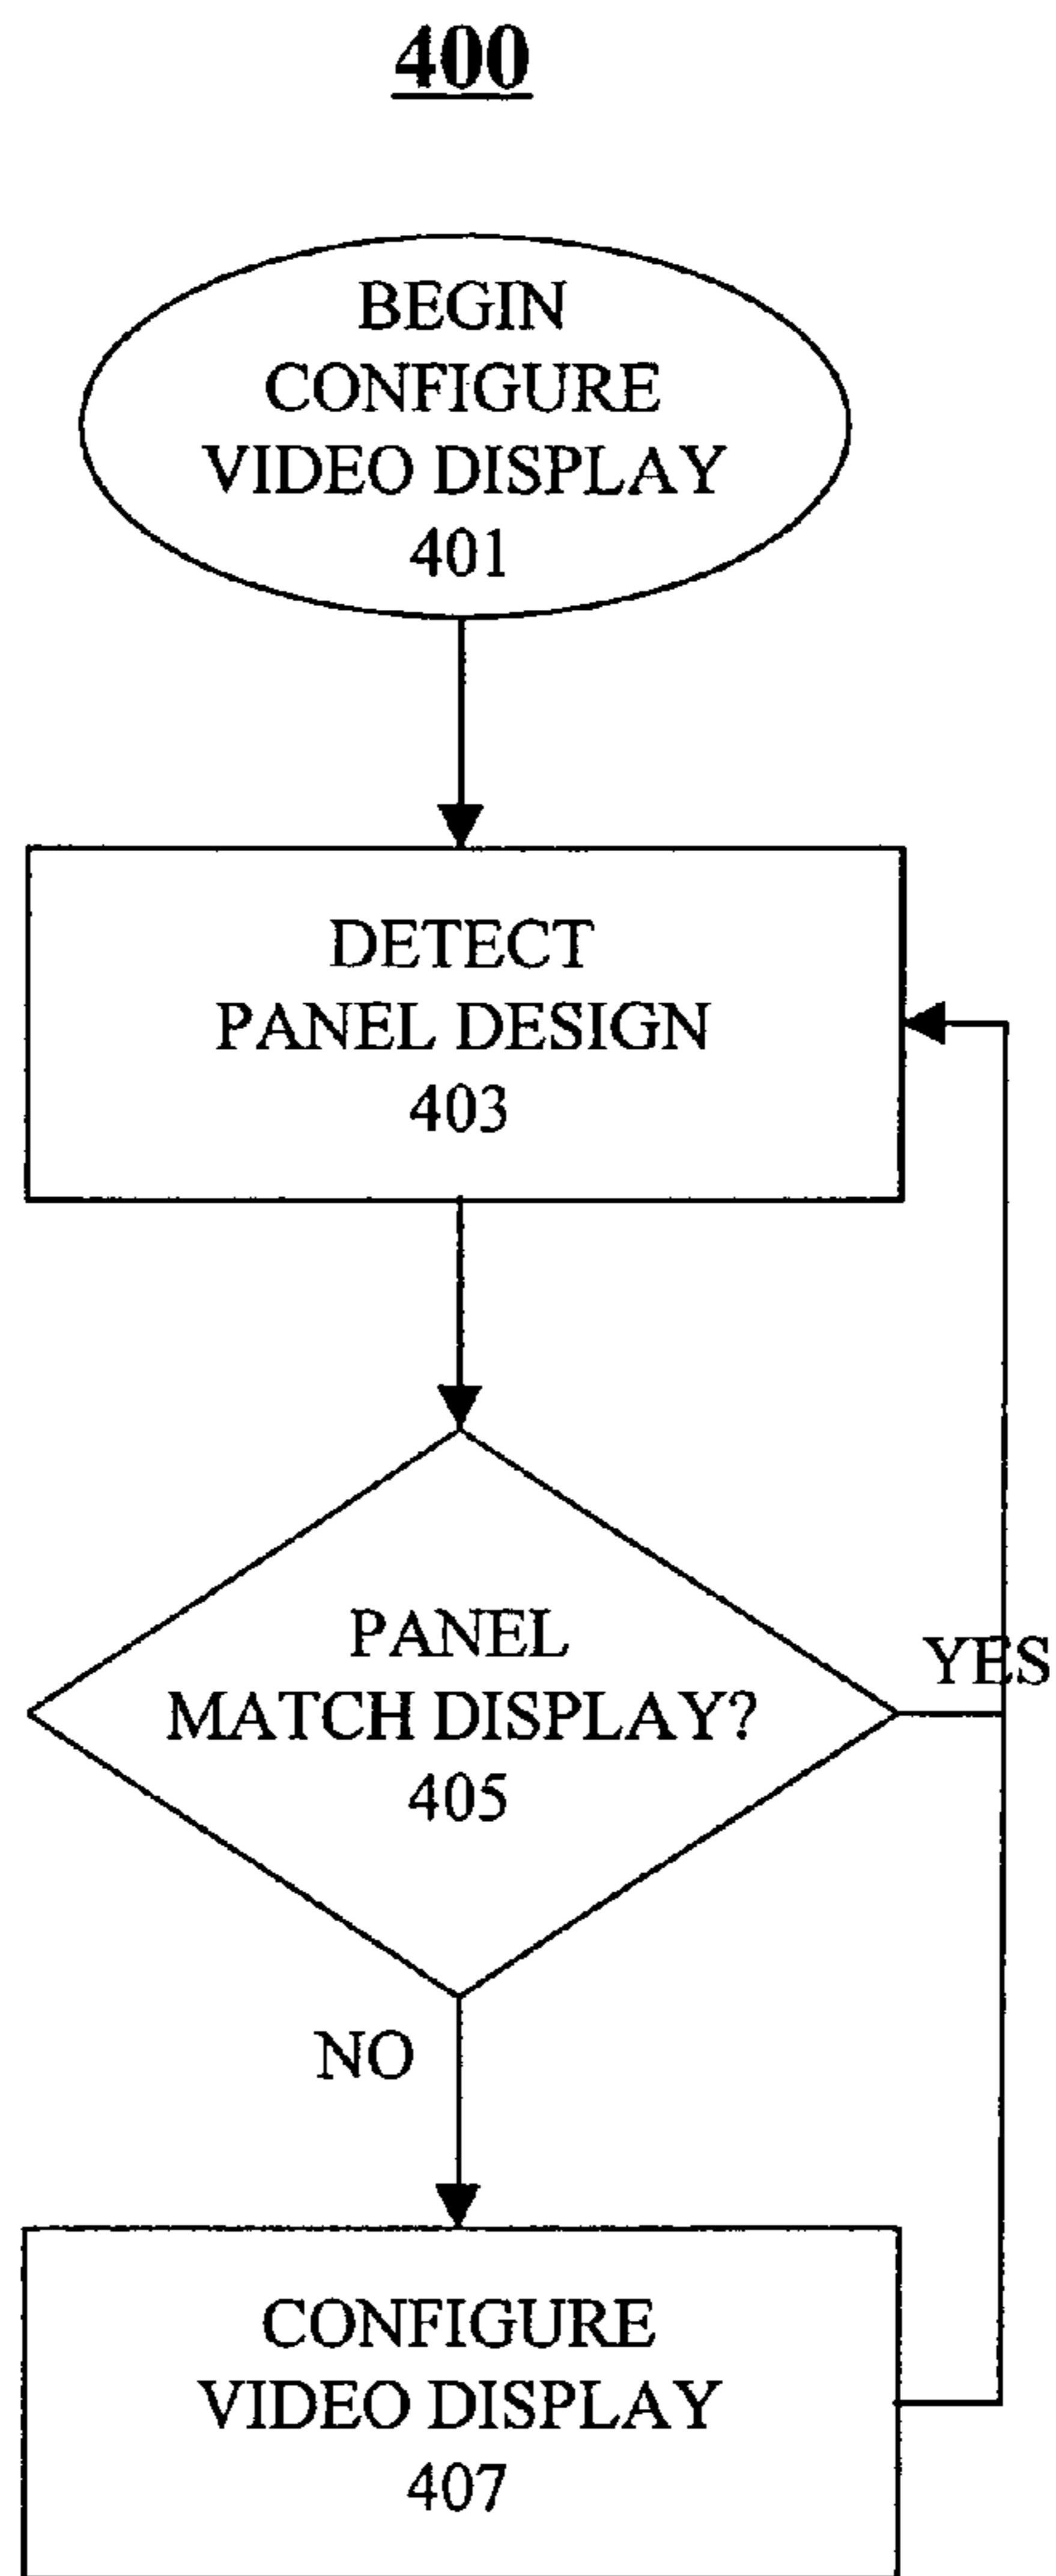 400
BEGIN
CONFIGURE
VIDEO DISPLAY
401
DETECT
PANEL DESIGN
403
PANEL
MATCH DISPLAY?
405
YES
NO
CONFIGURE
VIDEO DISPLAY
407